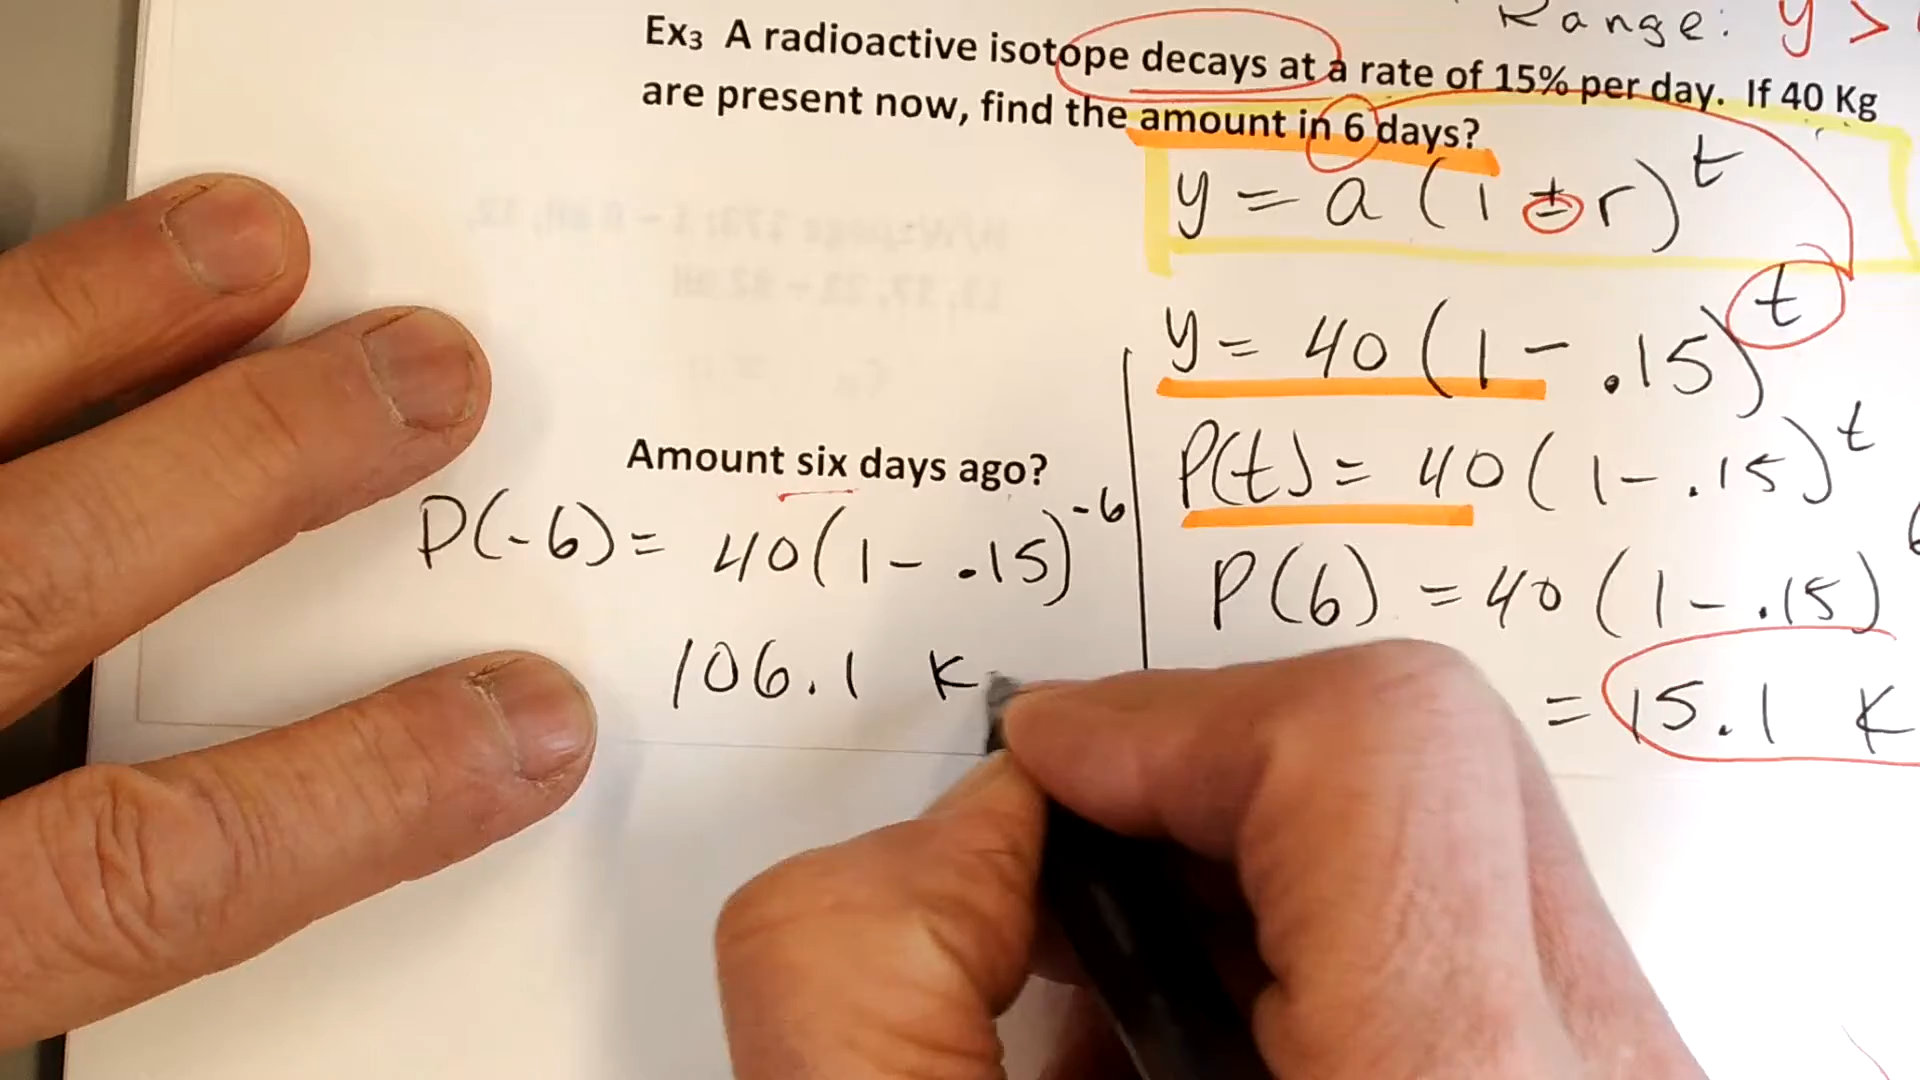 Range: y >
Ex3 A radioactive isotope decays at a rate of 15% per day. If 40 Kg
are present now, find the amount in 6 days?
y = a (1 ± r)^t
y = 40 (1 - .15)^t
P(t) = 40 (1 - .15)^t
P(6) = 40 (1 - .15)^6
= 15.1 K
Amount six days ago?
P(-6) = 40 (1 - .15)^-6
106.1 K